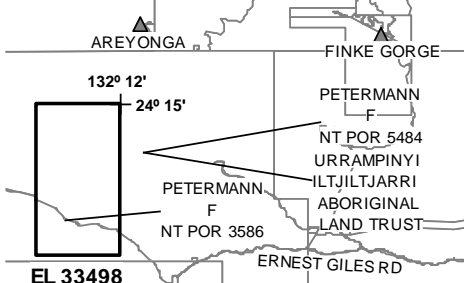 AREYONGA
FINKE GORGE
132º 12'
24º 15'
PETERMANN
F
NT POR 5484
URRAMPINYI
ILTJILTJARRI
ABORIGINAL
LAND TRUST
PETERMANN
F
NT POR 3586
ERNEST GILES RD
EL 33498